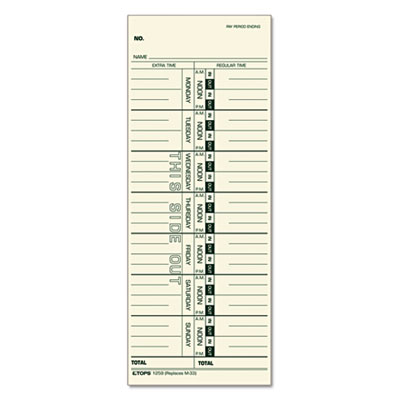 PAY PERIOD ENDING
NO.
NAME
EXTRA TIME REGULAR TIME
MONDAY
A.M. NOON P.M.
IN OUT IN OUT
TUESDAY
A.M. NOON P.M.
IN OUT IN OUT
WEDNESDAY
A.M. NOON P.M.
IN OUT IN OUT
THURSDAY
A.M. NOON P.M.
IN OUT IN OUT
FRIDAY
A.M. NOON P.M.
IN OUT IN OUT
SATURDAY
A.M. NOON P.M.
IN OUT IN OUT
SUNDAY
A.M. NOON P.M.
IN OUT IN OUT
THIS SIDE OUT
TOTAL TOTAL
TOPS 1259 (Replaces M-33)